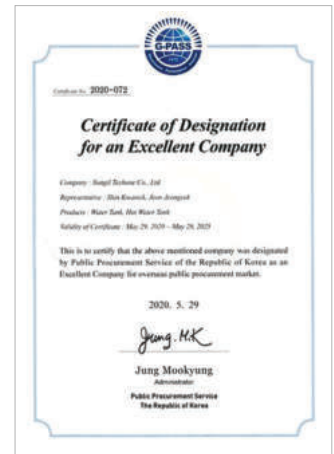 G-PASS
Certificate No. 2020-072
Certificate of Designation
for an Excellent Company
Company : Sungil Techone Co., Ltd
Representative :
Products : Water Tank, Hot Water Tank
Validity of Certificate : May 29, 2020 ~ May 28, 2025
This is to certify that the above mentioned company was designated
by Public Procurement Service of the Republic of Korea as an
Excellent Company for overseas public procurement market.
2020. 5. 29
Jung. M.K
Jung Mookyung
Administrator
Public Procurement Service
The Republic of Korea